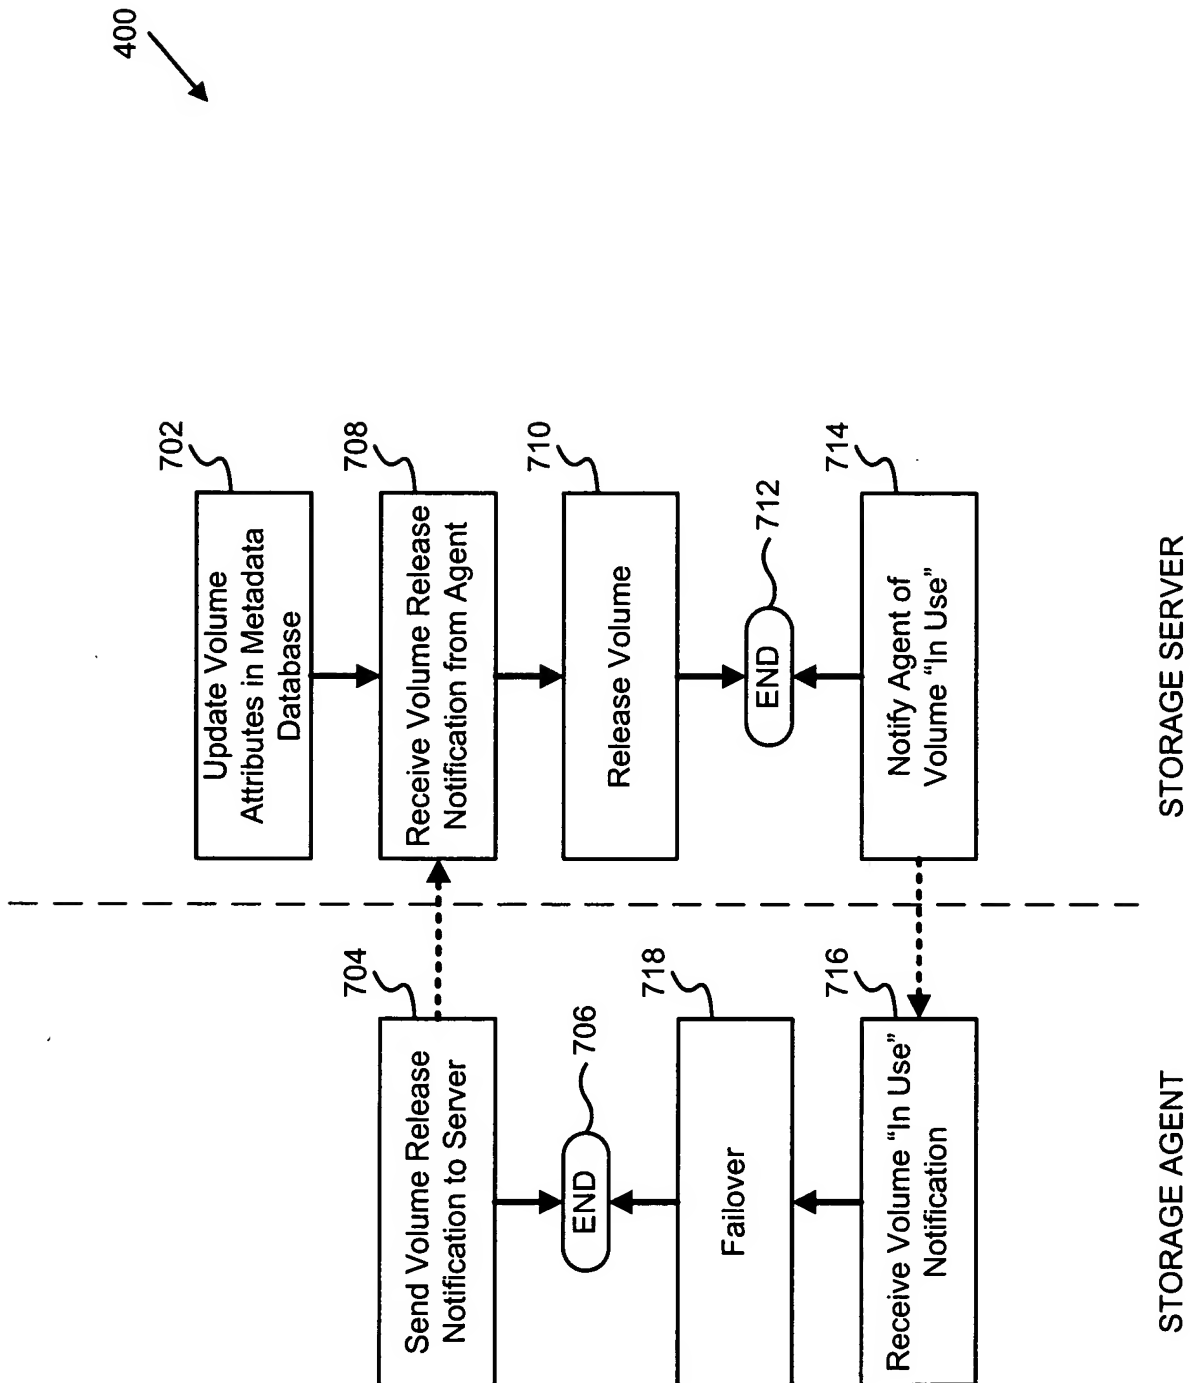 400
702
Update Volume
Attributes in Metadata
Database
704
Send Volume Release
Notification to Server
708
Receive Volume Release
Notification from Agent
706
END
710
Release Volume
718
Failover
712
END
716
Receive Volume "In Use"
Notification
714
Notify Agent of
Volume "In Use"
STORAGE AGENT
STORAGE SERVER